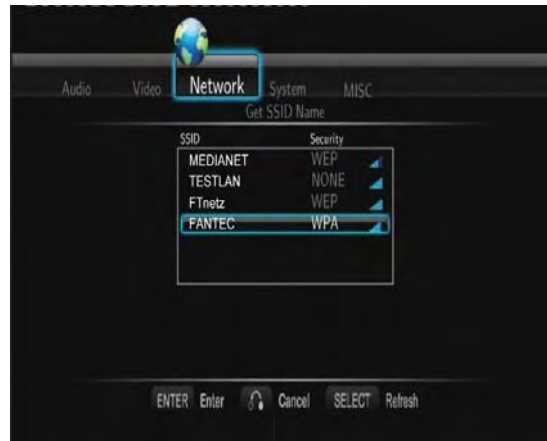 Audio Video Network System MISC
Get SSID Name
SSID Security
MEDIANET WEP
TESTLAN NONE
FTnetz WEP
FANTEC WPA
ENTER Enter Cancel SELECT Refresh